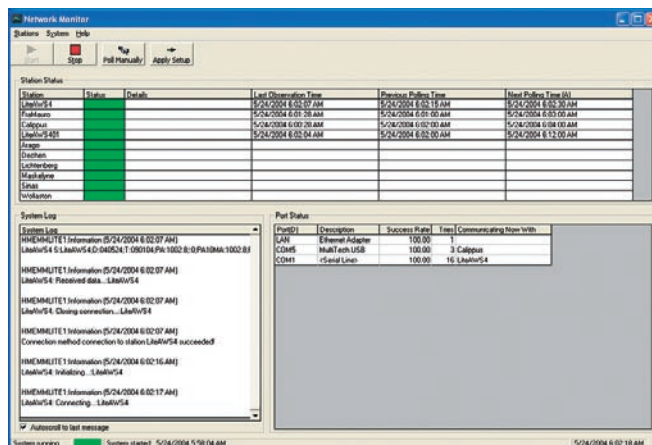 Network Monitor
Stations System Help
Start Stop Poll Manually Apply Setup
Station Status
Station Status Details Last Observation Time Previous Polling Time Next Polling Time (A)
LiteAWS4 5/24/2004 6:02:07 AM 5/24/2004 6:02:15 AM 5/24/2004 6:02:30 AM
FraMauro 5/24/2004 6:01:28 AM 5/24/2004 6:01:00 AM 5/24/2004 6:03:00 AM
Calippus 5/24/2004 6:00:28 AM 5/24/2004 6:02:00 AM 5/24/2004 6:04:00 AM
LiteAWS401 5/24/2004 6:02:04 AM 5/24/2004 6:02:00 AM 5/24/2004 6:12:00 AM
Arago
Dechen
Lichtenberg
Maskelyne
Sinas
Wollaston
System Log
System Log
HMEMMLITE1:Information (5/24/2004 6:02:07 AM)
LiteAWS4 S:LiteAWS4;D:040524;T:090104;PA:1002:8;
HMEMMLITE1:Information (5/24/2004 6:02:07 AM)
LiteAWS4: Received data...:LiteAWS4
HMEMMLITE1:Information (5/24/2004 6:02:07 AM)
LiteAWS4: Closing connection...:LiteAWS4
HMEMMLITE1:Information (5/24/2004 6:02:07 AM)
Connection method connection to station LiteAWS4 succeeded!
HMEMMLITE1:Information (5/24/2004 6:02:16 AM)
LiteAWS4: Initializing...:LiteAWS4
HMEMMLITE1:Information (5/24/2004 6:02:17 AM)
LiteAWS4: Connecting...:LiteAWS4
Autoscroll to last message
Port Status
Port(D) Description Success Rate Tries Communicating Now With
LAN Ethernet Adapter 100.00 1
COM5 MultiTech USB 100.00 3 Calippus
COM1 <Serial Line> 100.00 16 LiteAWS4
System running System started: 5/24/2004 5:58:04 AM 5/24/2004 6:02:18 AM